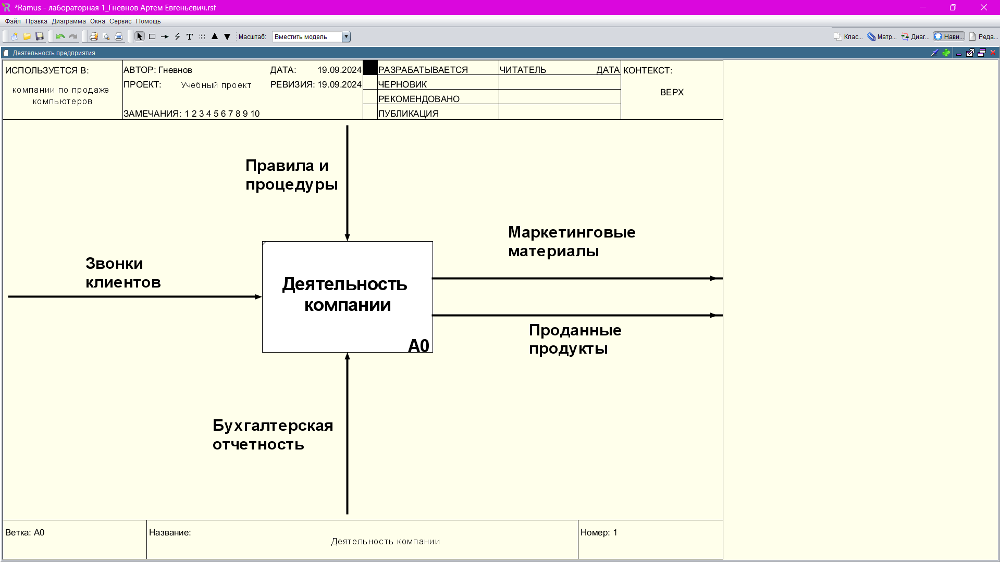 *Ramus - лабораторная 1_Гневнов Артем Евгеньевич.rsf
Файл Правка Диаграмма Окна Сервис Помощь
Масштаб: Вместить модель Клас... Матр... Диаг... Нави... Реда...
Деятельность предприятия
ИСПОЛЬЗУЕТСЯ В:
компании по продаже
компьютеров
АВТОР: Гневнов ДАТА: 19.09.2024
ПРОЕКТ: Учебный проект РЕВИЗИЯ: 19.09.2024
ЗАМЕЧАНИЯ: 1 2 3 4 5 6 7 8 9 10
РАЗРАБАТЫВАЕТСЯ
ЧЕРНОВИК
РЕКОМЕНДОВАНО
ПУБЛИКАЦИЯ
ЧИТАТЕЛЬ ДАТА
КОНТЕКСТ:
ВЕРХ
Правила и
процедуры
Маркетинговые
материалы
Звонки
клиентов
Деятельность
компании
A0
Проданные
продукты
Бухгалтерская
отчетность
Ветка: A0
Название:
Деятельность компании
Номер: 1